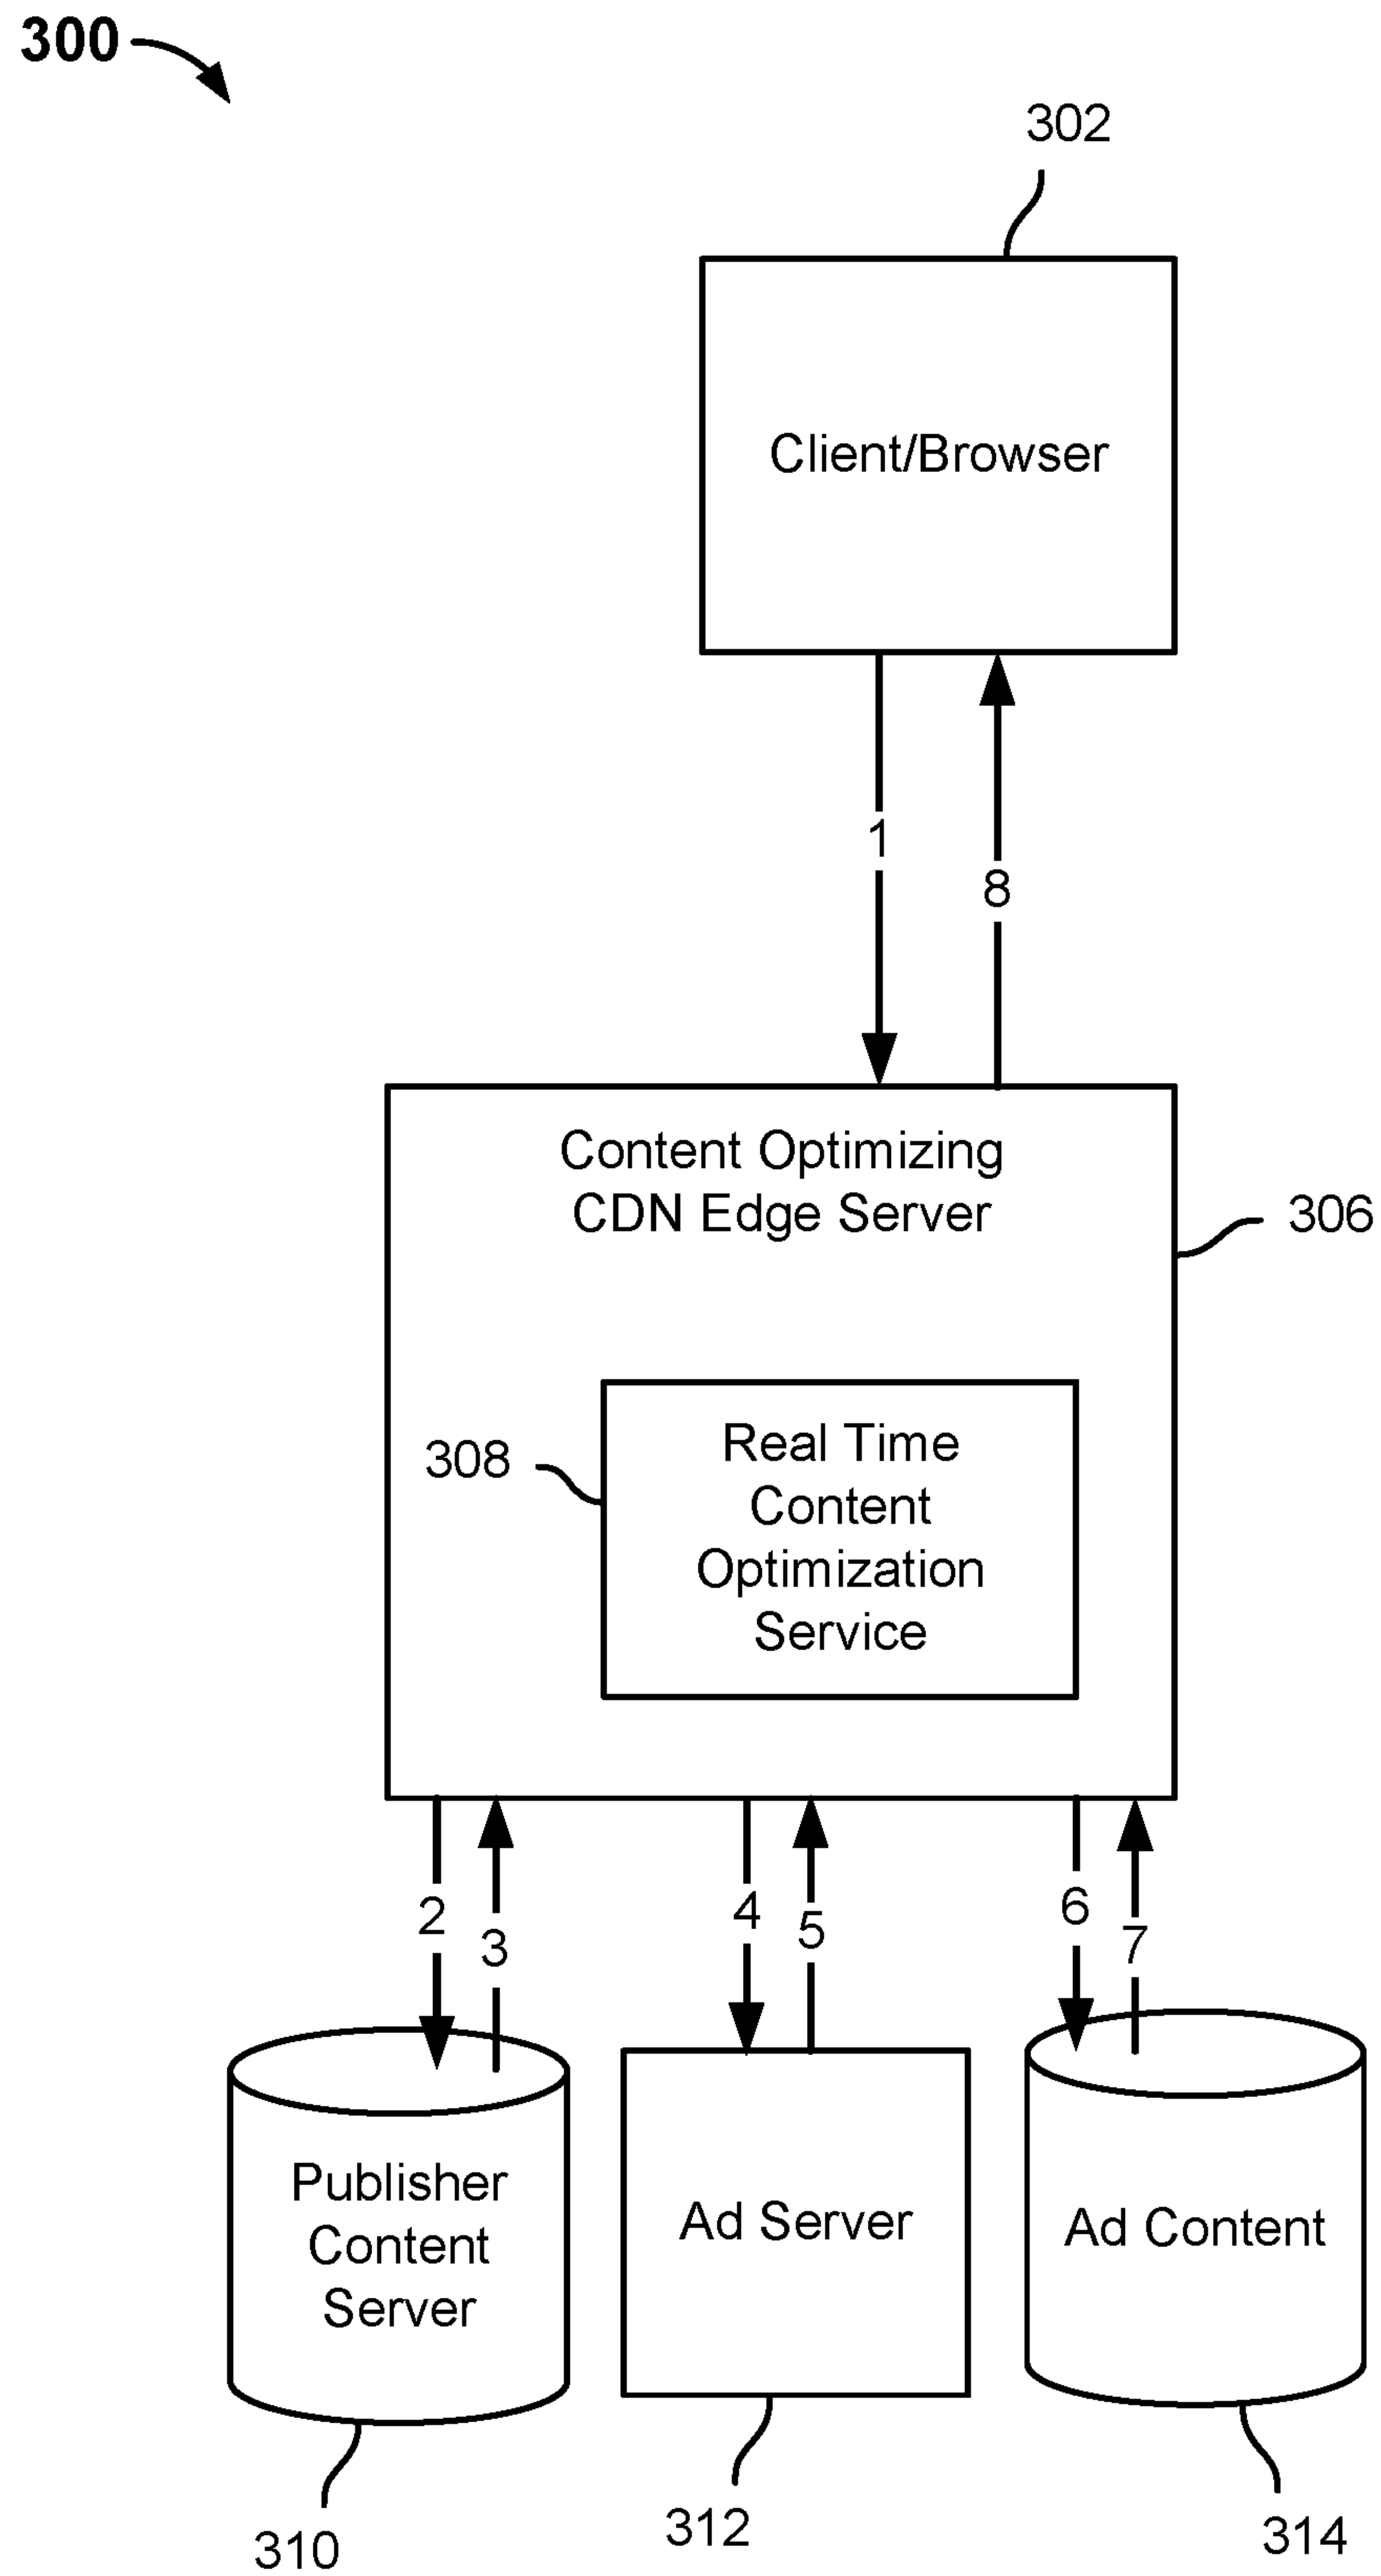 300
302
Client/Browser
1
8
Content Optimizing
CDN Edge Server
306
308
Real Time
Content
Optimization
Service
2
3
4
5
6
7
Publisher
Content
Server
Ad Server
Ad Content
310
312
314